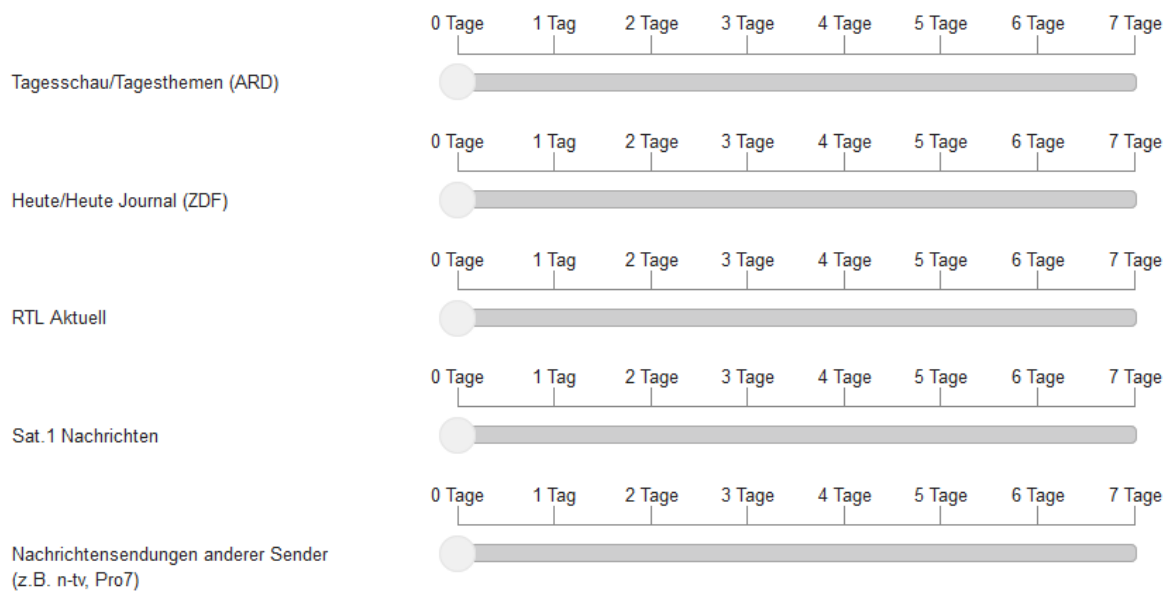 0 Tage 1 Tag 2 Tage 3 Tage 4 Tage 5 Tage 6 Tage 7 Tage
Tagesschau/Tagesthemen (ARD)
0 Tage 1 Tag 2 Tage 3 Tage 4 Tage 5 Tage 6 Tage 7 Tage
Heute/Heute Journal (ZDF)
0 Tage 1 Tag 2 Tage 3 Tage 4 Tage 5 Tage 6 Tage 7 Tage
RTL Aktuell
0 Tage 1 Tag 2 Tage 3 Tage 4 Tage 5 Tage 6 Tage 7 Tage
Sat.1 Nachrichten
0 Tage 1 Tag 2 Tage 3 Tage 4 Tage 5 Tage 6 Tage 7 Tage
Nachrichtensendungen anderer Sender
(z.B. n-tv, Pro7)